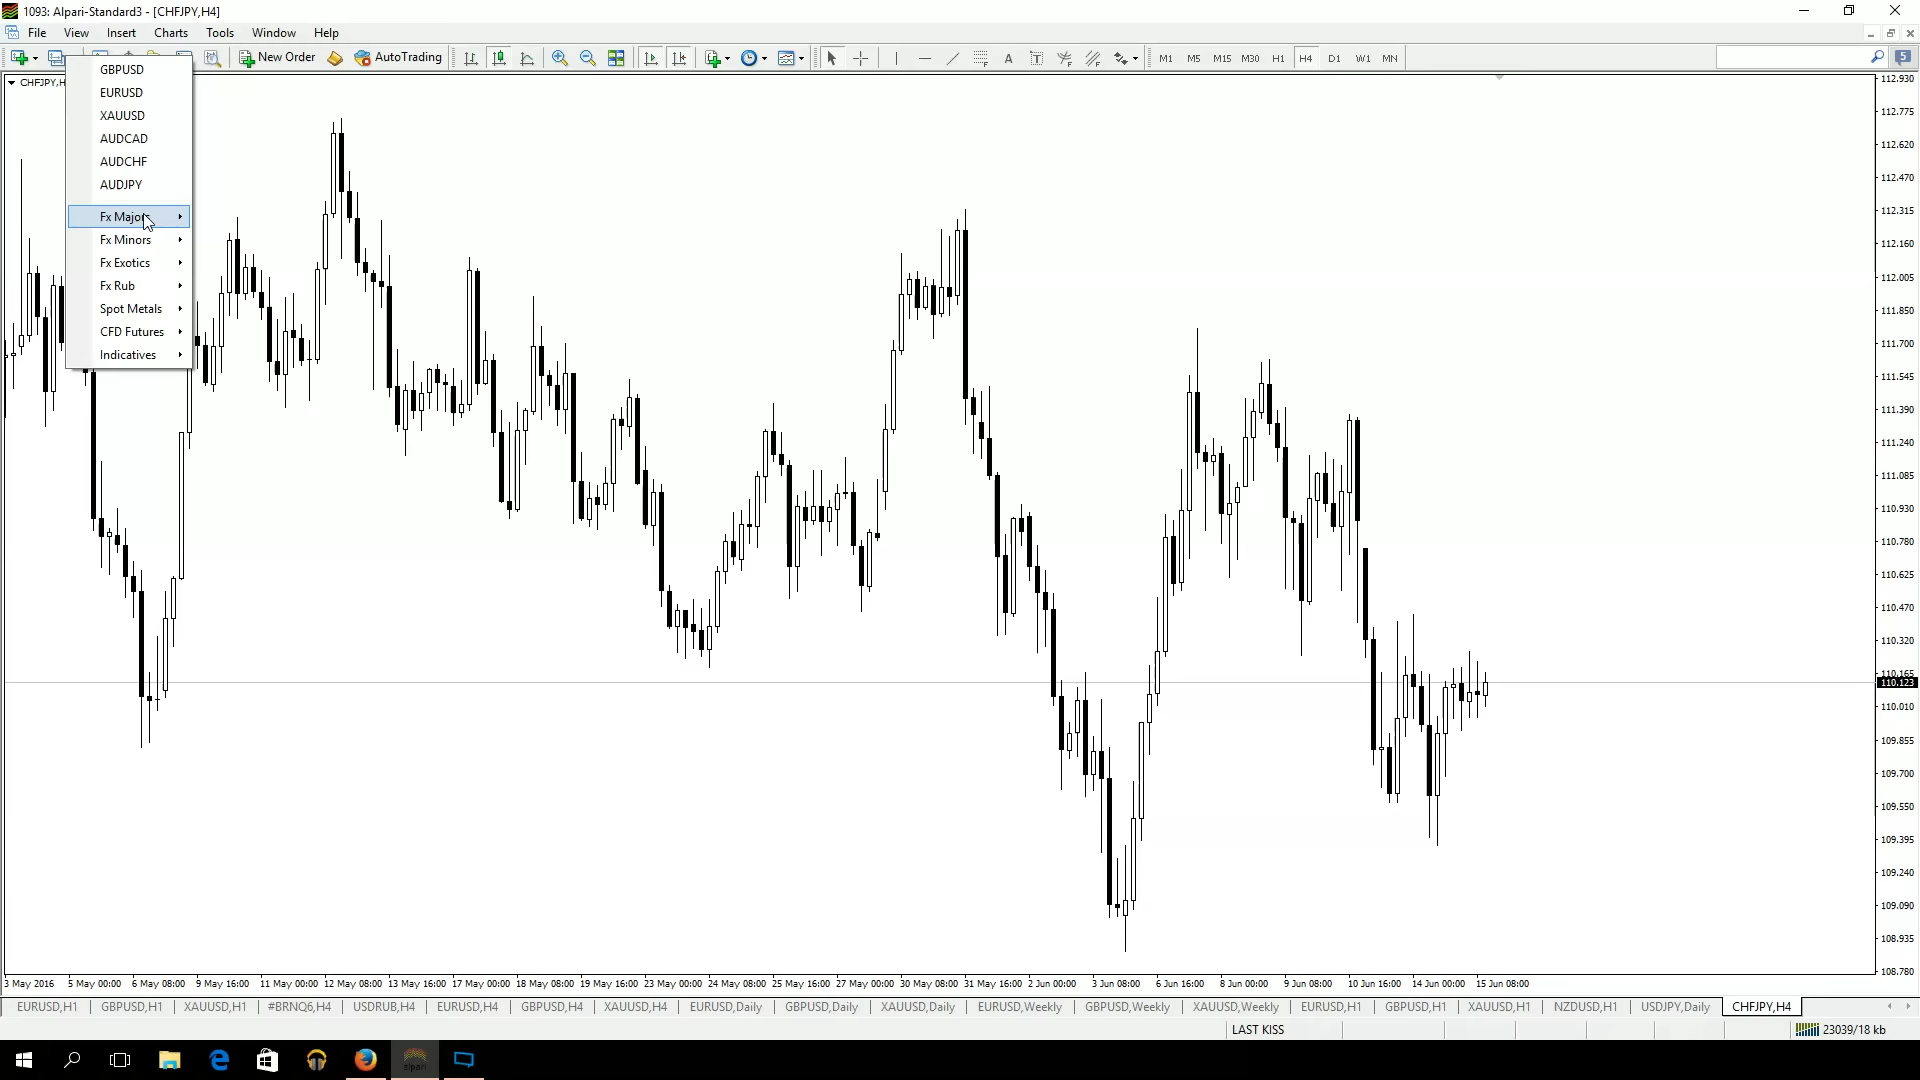 1093: Alpari-Standard3 - [CHFJPY,H4]
File View Insert Charts Tools Window Help
New Order AutoTrading A T M1 M5 M15 M30 H1 H4 D1 W1 MN 5
CHFJPY,H
GBPUSD
EURUSD
XAUUSD
AUDCAD
AUDCHF
AUDJPY
Fx Majors
Fx Minors
Fx Exotics
Fx Rub
Spot Metals
CFD Futures
Indicatives
112.930
112.775
112.620
112.470
112.315
112.160
112.005
111.850
111.700
111.545
111.390
111.240
111.085
110.930
110.780
110.625
110.470
110.320
110.165
110.123
110.010
109.855
109.700
109.550
109.395
109.240
109.090
108.935
108.780
3 May 2016 5 May 00:00 6 May 08:00 9 May 16:00 11 May 00:00 12 May 08:00 13 May 16:00 17 May 00:00 18 May 08:00 19 May 16:00 23 May 00:00 24 May 08:00 25 May 16:00 27 May 00:00 30 May 08:00 31 May 16:00 2 Jun 00:00 3 Jun 08:00 6 Jun 16:00 8 Jun 00:00 9 Jun 08:00 10 Jun 16:00 14 Jun 00:00 15 Jun 08:00
EURUSD,H1 GBPUSD,H1 XAUUSD,H1 #BRNQ6,H4 USDRUB,H4 EURUSD,H4 GBPUSD,H4 XAUUSD,H4 EURUSD,Daily GBPUSD,Daily XAUUSD,Daily EURUSD,Weekly GBPUSD,Weekly XAUUSD,Weekly EURUSD,H1 GBPUSD,H1 XAUUSD,H1 NZDUSD,H1 USDJPY,Daily CHFJPY,H4
LAST KISS 23039/18 kb
alpari